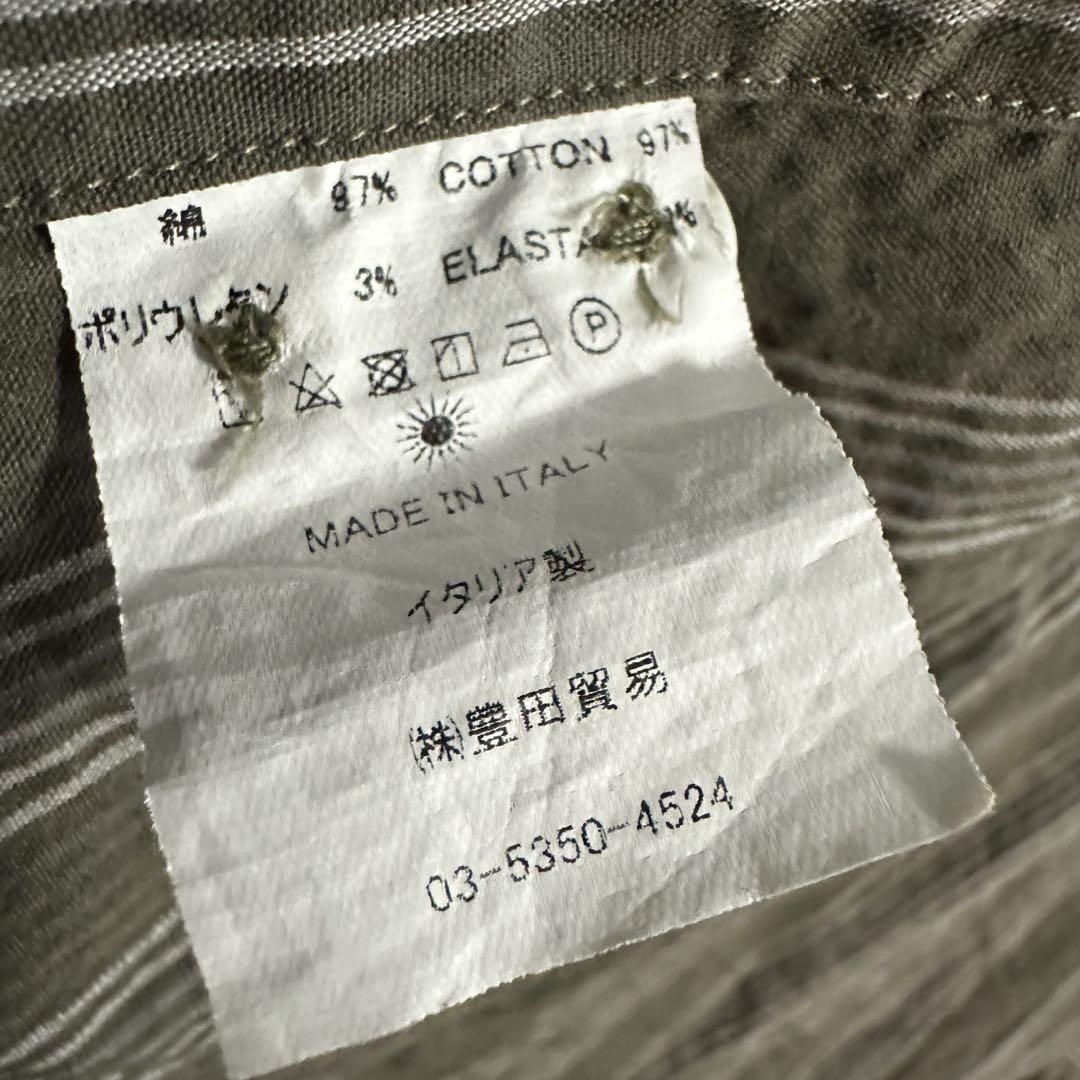 綿 97% COTTON 97%
ポリウレタン 3% ELASTA
P
MADE IN ITALY
イタリア製
㈱豊田貿易
03-5350-4524